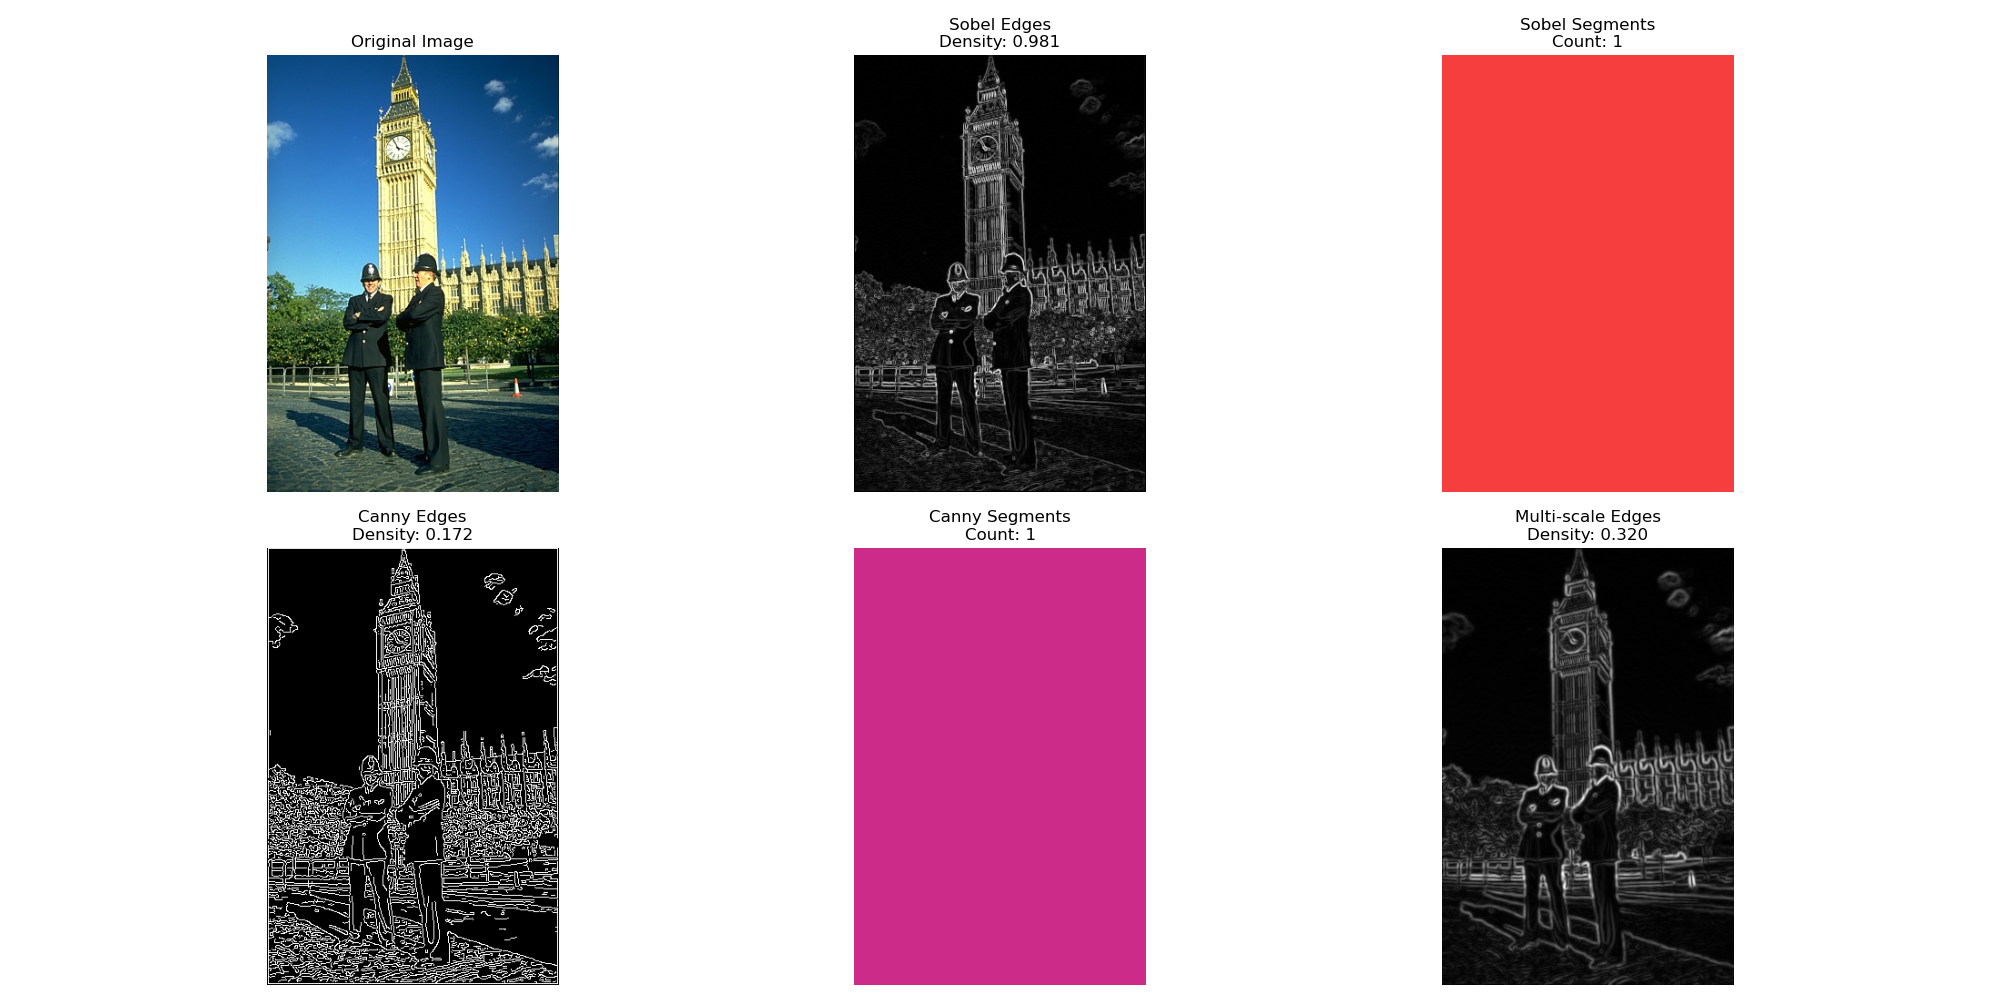 Original Image
Sobel Edges
Density: 0.981
Sobel Segments
Count: 1
Canny Edges
Density: 0.172
Canny Segments
Count: 1
Multi-scale Edges
Density: 0.320